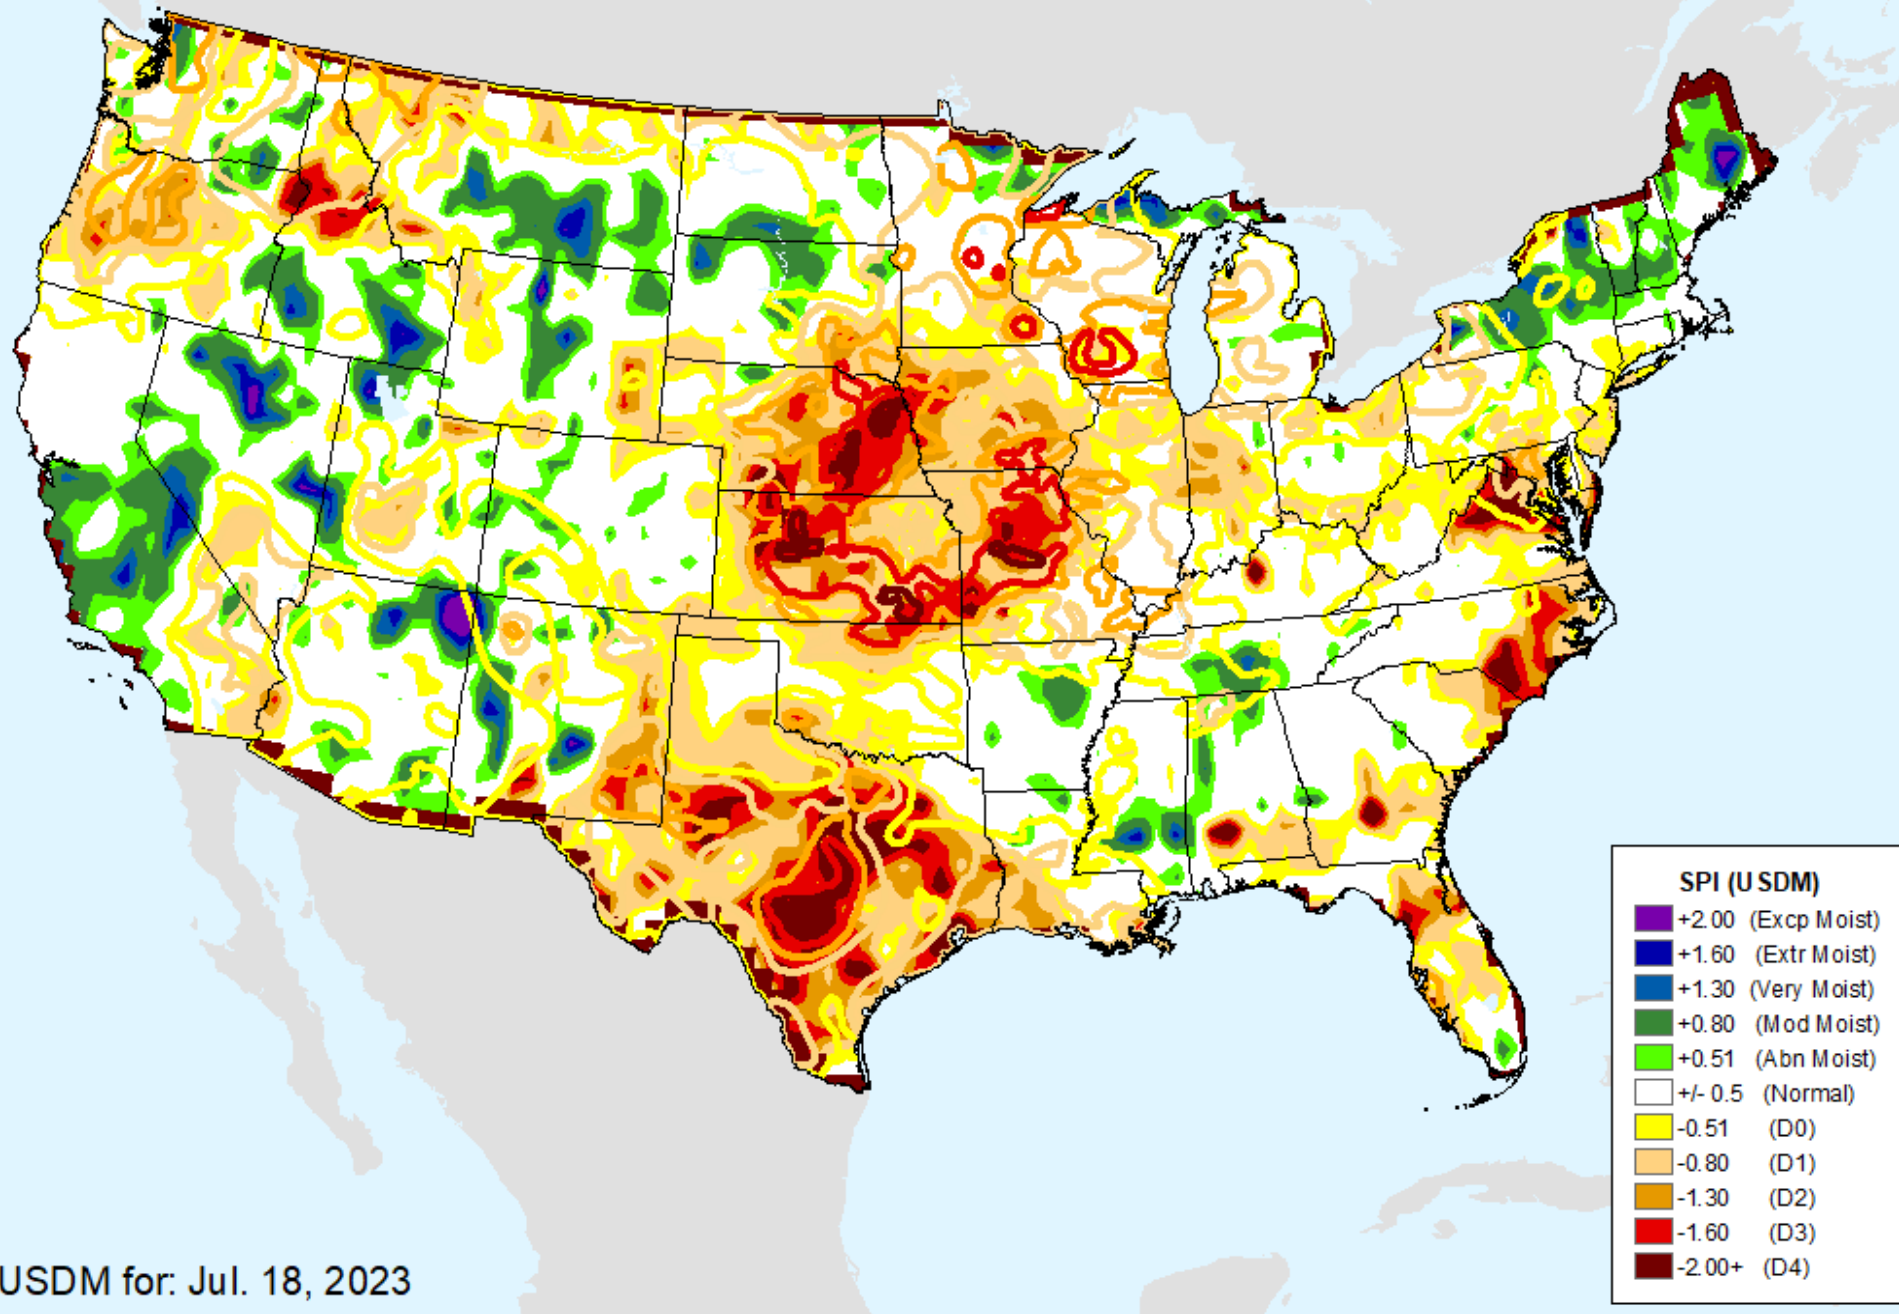 SPI (USDM)
+2.00 (Excp Moist)
+1.60 (Extr Moist)
+1.30 (Very Moist)
+0.80 (Mod Moist)
+0.51 (Abn Moist)
+/- 0.5 (Normal)
-0.51 (D0)
-0.80 (D1)
-1.30 (D2)
-1.60 (D3)
-2.00+ (D4)
USDM for: Jul. 18, 2023